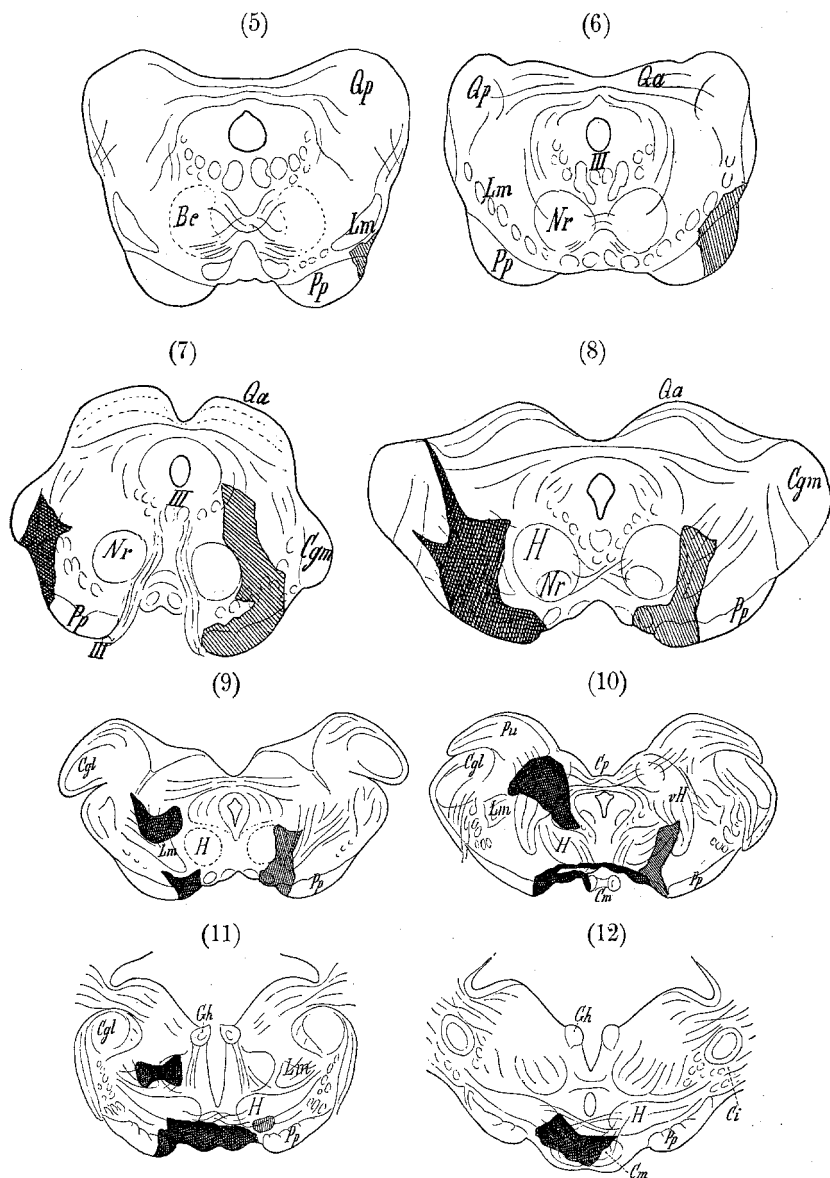 (5)
Qp
Be
Lm
Pp
(6)
Qp
Qa
III
Lm
Nr
Pp
(7)
Qa
III
Nr
Cgm
Pp
III
(8)
Qa
Cgm
H
Nr
Pp
(9)
Cgl
Lm
H
Pp
(10)
Pu
Cgl
Cp
Lm
vH
H
Cm
Pp
(11)
Cgl
Gh
Lm
H
Pp
(12)
Gh
H
Ci
Pp
Cm